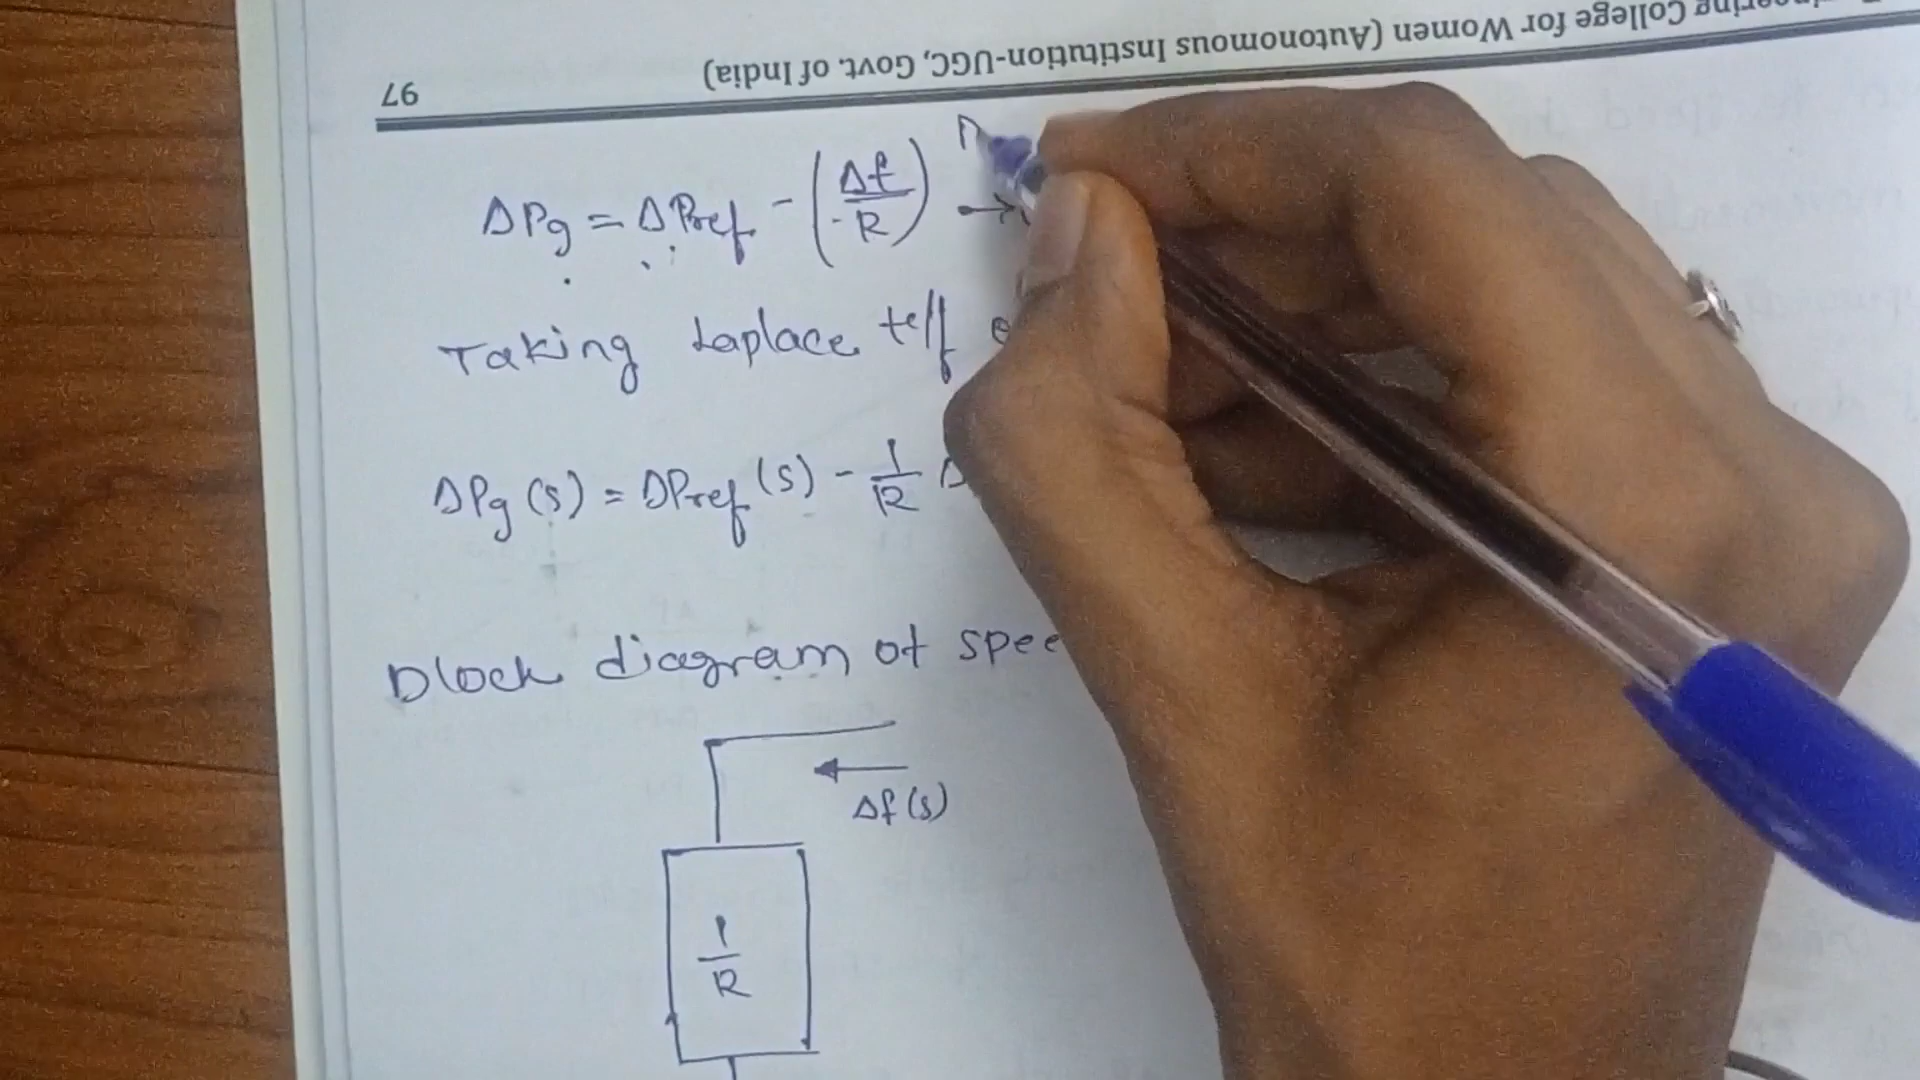 College for Women (Autonomous Institution-UGC, Govt. of India)
97
ΔPg = ΔPref - (Δf/R) →
Taking Laplace
ΔPg(s) = ΔPref(s) - 1/R Δ
Block diagram of spee
Δf(s)
1/R